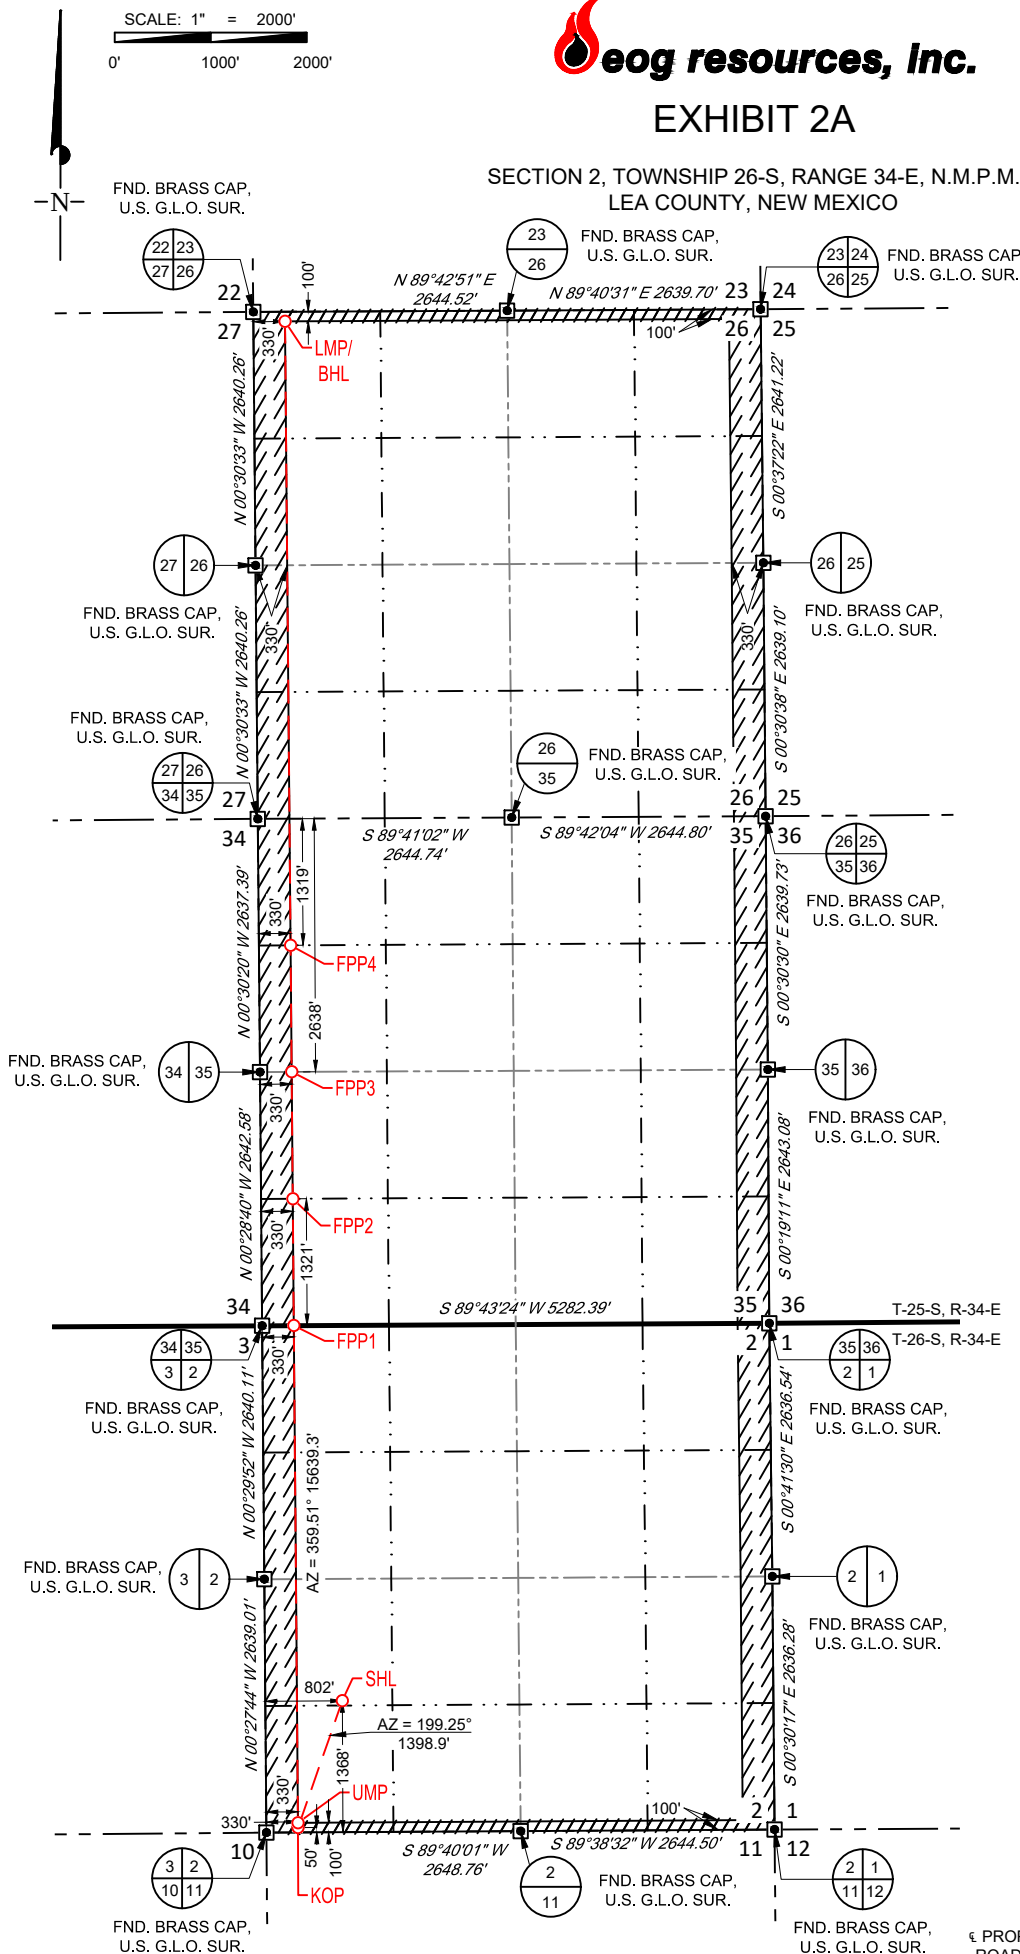 SCALE: 1" = 2000'
0' 1000' 2000'
eog resources, inc.
EXHIBIT 2A
SECTION 2, TOWNSHIP 26-S, RANGE 34-E, N.M.P.M.
LEA COUNTY, NEW MEXICO
N
FND. BRASS CAP,
U.S. G.L.O. SUR.
22 23
27 26
23
26
FND. BRASS CAP,
U.S. G.L.O. SUR.
23 24
26 25
FND. BRASS CAP
U.S. G.L.O. SUR.
N 89°42'51" E
2644.52'
N 89°40'31" E 2639.70'
100'
22
27
23 24
26 25
330'
100'
LMP/
BHL
N 00°30'33" W 2640.26'
S 00°37'22" E 2641.22'
27 26
FND. BRASS CAP,
U.S. G.L.O. SUR.
330'
26 25
FND. BRASS CAP,
U.S. G.L.O. SUR.
330'
N 00°30'33" W 2640.26'
S 00°30'38" E 2639.10'
FND. BRASS CAP,
U.S. G.L.O. SUR.
27 26
34 35
27
34
26
35
FND. BRASS CAP,
U.S. G.L.O. SUR.
S 89°41'02" W
2644.74'
S 89°42'04" W 2644.80'
26 25
35 36
26 25
35 36
FND. BRASS CAP,
U.S. G.L.O. SUR.
N 00°30'20" W 2637.39'
S 00°30'30" E 2639.73'
330'
1319'
FPP4
2638'
FND. BRASS CAP,
U.S. G.L.O. SUR.
34 35
330'
FPP3
35 36
FND. BRASS CAP,
U.S. G.L.O. SUR.
N 00°28'40" W 2642.58'
S 00°19'11" E 2643.08'
330'
FPP2
1321'
S 89°43'24" W 5282.39'
34
3
35 36
2 1
T-25-S, R-34-E
T-26-S, R-34-E
330'
FPP1
34 35
3 2
FND. BRASS CAP,
U.S. G.L.O. SUR.
35 36
2 1
FND. BRASS CAP,
U.S. G.L.O. SUR.
N 00°29'52" W 2640.11'
AZ = 359.51° 15639.3'
S 00°41'30" E 2636.54'
FND. BRASS CAP,
U.S. G.L.O. SUR.
3 2
2 1
FND. BRASS CAP,
U.S. G.L.O. SUR.
N 00°27'44" W 2639.01'
S 00°30'17" E 2636.28'
802'
SHL
AZ = 199.25°
1398.9'
1368'
330'
UMP
330'
10
50'
100'
KOP
100'
2 1
11 12
S 89°40'01" W
2648.76'
S 89°38'32" W 2644.50'
3 2
10 11
FND. BRASS CAP,
U.S. G.L.O. SUR.
2
11
FND. BRASS CAP,
U.S. G.L.O. SUR.
2 1
11 12
FND. BRASS CAP,
U.S. G.L.O. SUR.